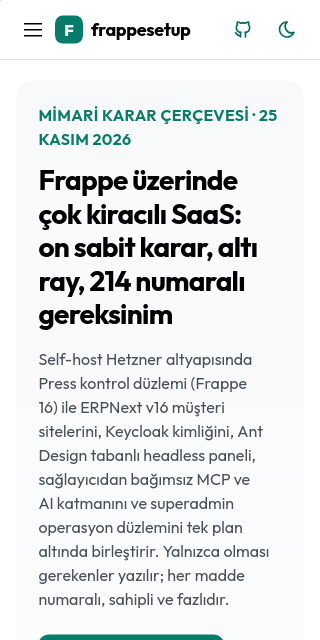 F frappesetup
MİMARİ KARAR ÇERÇEVESİ · 25
KASIM 2026
Frappe üzerinde
çok kiracılı SaaS:
on sabit karar, altı
ray, 214 numaralı
gereksinim
Self-host Hetzner altyapısında
Press kontrol düzlemi (Frappe
16) ile ERPNext v16 müşteri
sitelerini, Keycloak kimliğini, Ant
Design tabanlı headless paneli,
sağlayıcıdan bağımsız MCP ve
AI katmanını ve superadmin
operasyon düzlemini tek plan
altında birleştirir. Yalnızca olması
gerekenler yazılır; her madde
numaralı, sahipli ve fazlıdır.